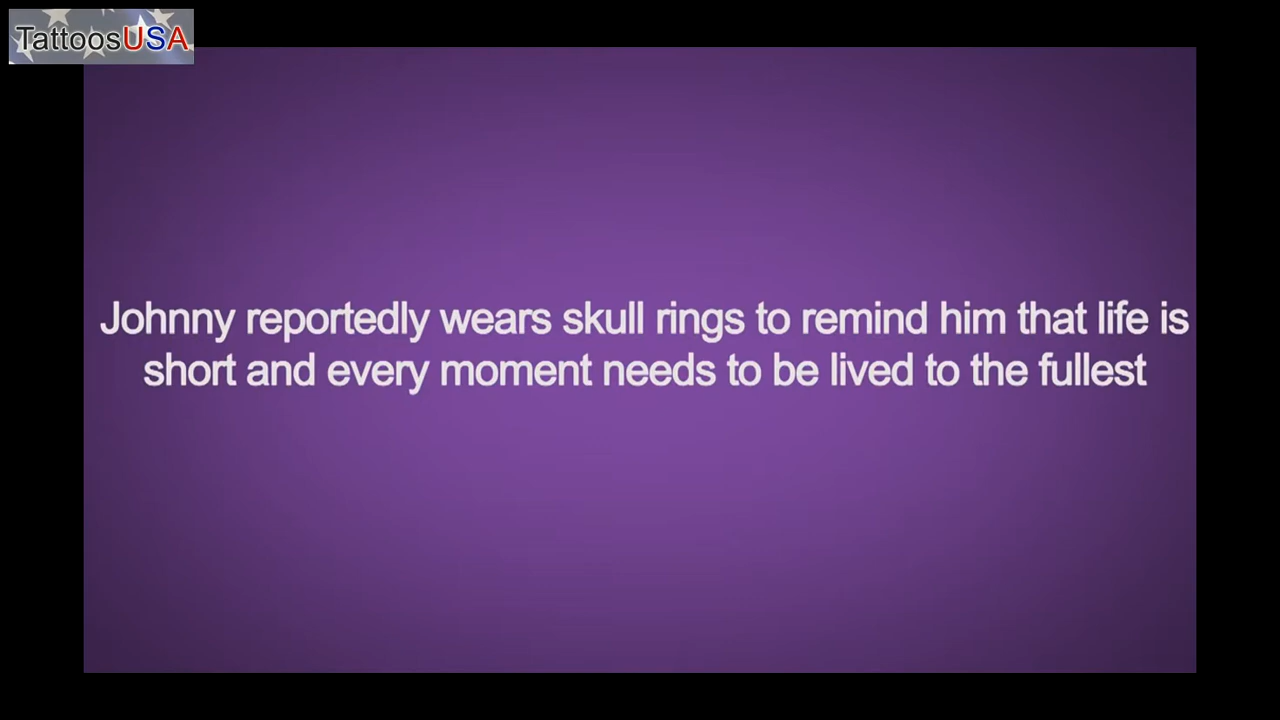 TattoosUSA
Johnny reportedly wears skull rings to remind him that life is
short and every moment needs to be lived to the fullest